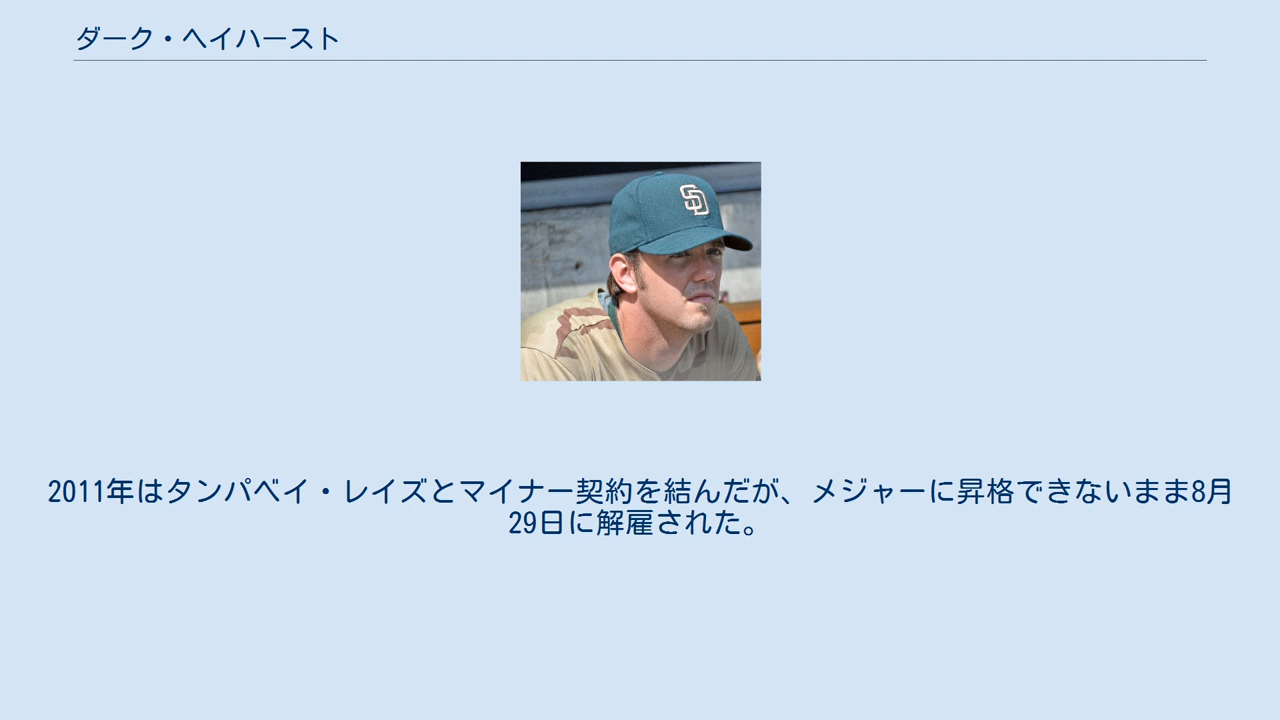 ダーク・ヘイハースト
SD
2011年はタンパベイ・レイズとマイナー契約を結んだが、メジャーに昇格できないまま8月
29日に解雇された。